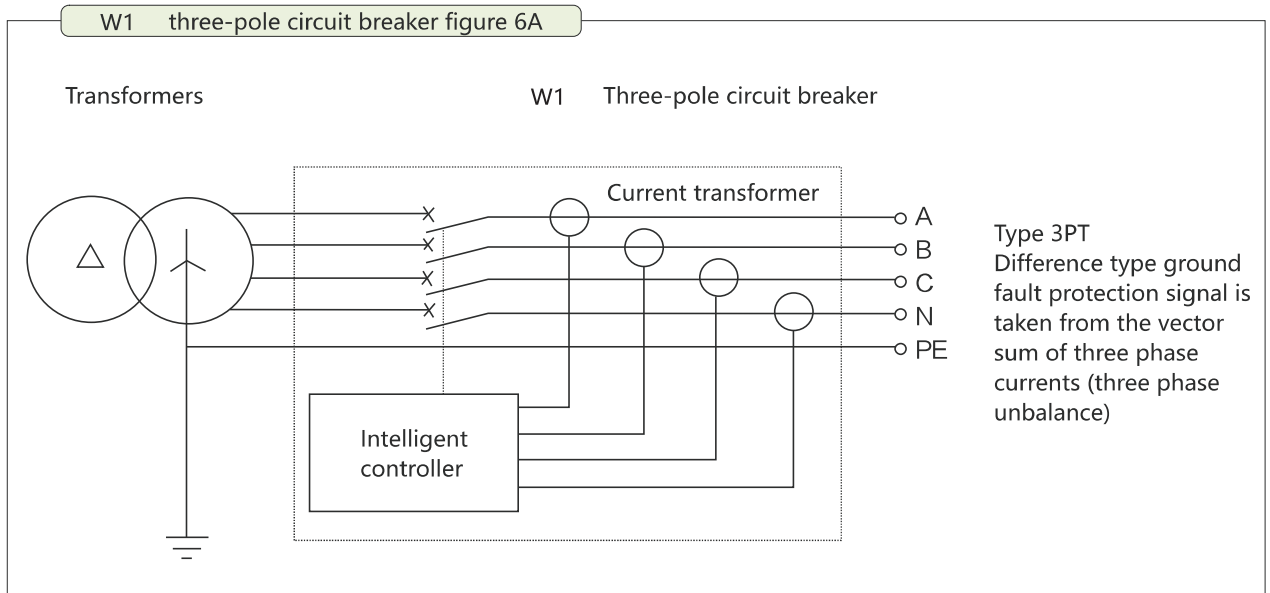 W1 three-pole circuit breaker figure 6A
Transformers
W1 Three-pole circuit breaker
Current transformer
A
B
C
N
PE
Type 3PT
Difference type ground
fault protection signal is
taken from the vector
sum of three phase
currents (three phase
unbalance)
Intelligent
controller